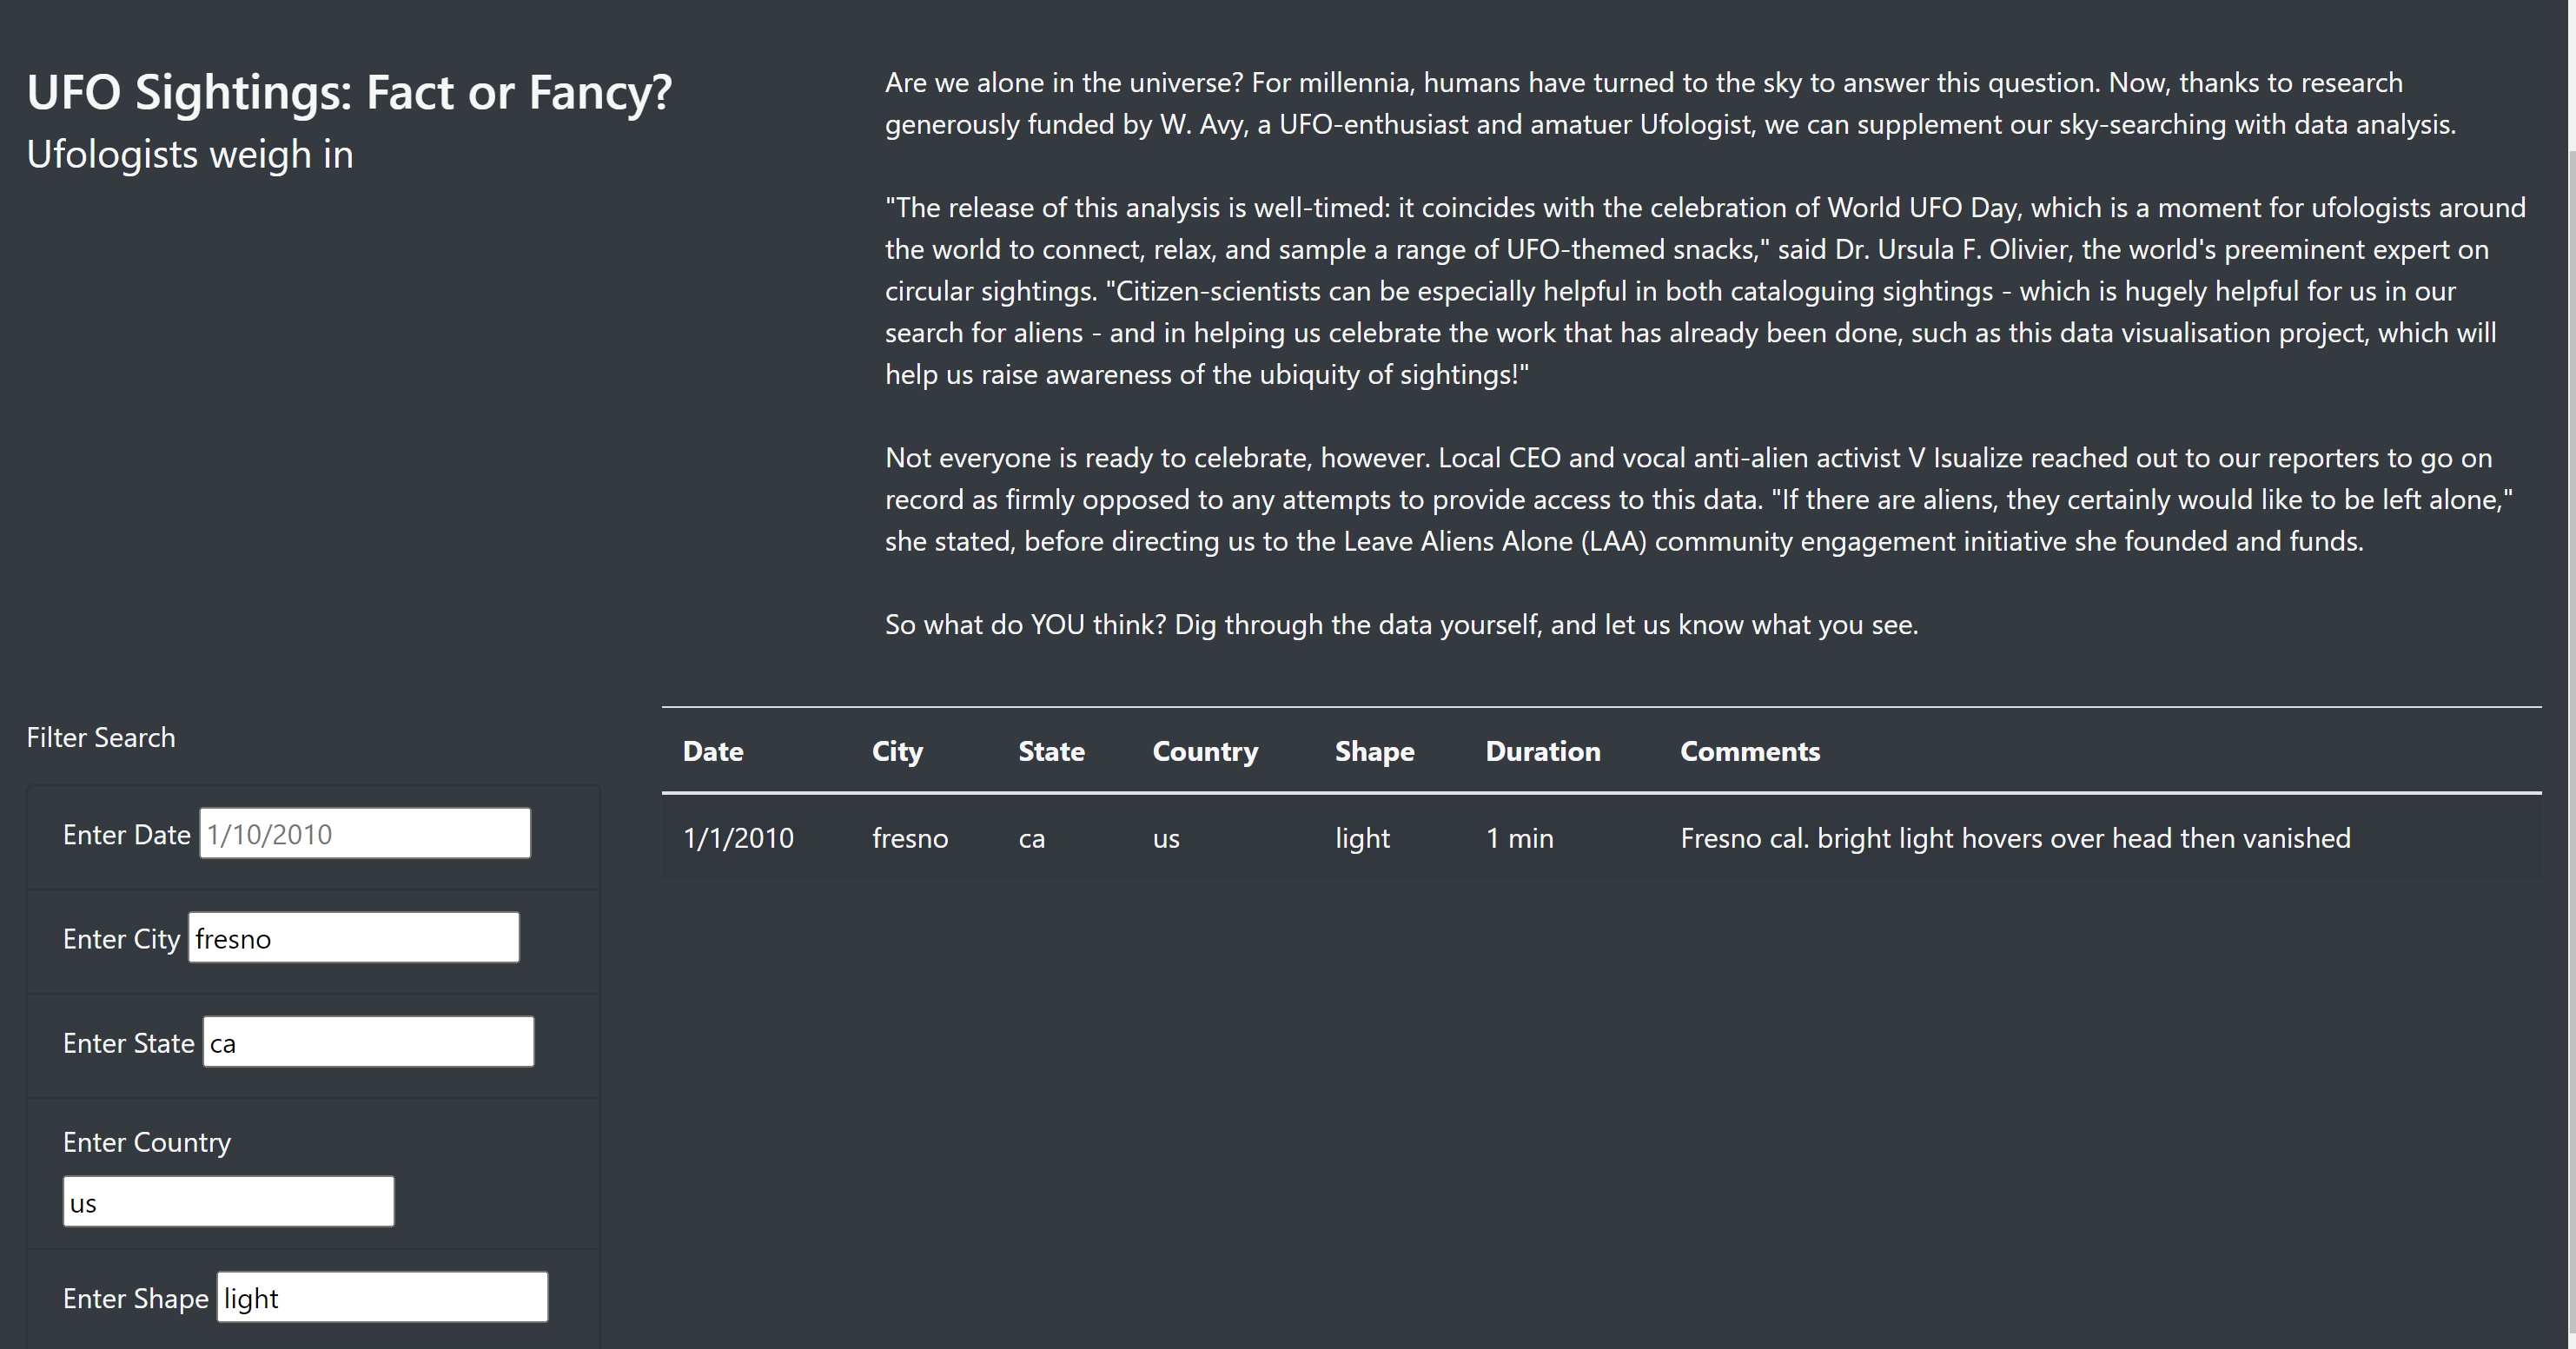 UFO Sightings: Fact or Fancy?
Ufologists weigh in
Are we alone in the universe? For millennia, humans have turned to the sky to answer this question. Now, thanks to research
generously funded by W. Avy, a UFO-enthusiast and amatuer Ufologist, we can supplement our sky-searching with data analysis.
"The release of this analysis is well-timed: it coincides with the celebration of World UFO Day, which is a moment for ufologists around
the world to connect, relax, and sample a range of UFO-themed snacks," said Dr. Ursula F. Olivier, the world's preeminent expert on
circular sightings. "Citizen-scientists can be especially helpful in both cataloguing sightings - which is hugely helpful for us in our
search for aliens - and in helping us celebrate the work that has already been done, such as this data visualisation project, which will
help us raise awareness of the ubiquity of sightings!"
Not everyone is ready to celebrate, however. Local CEO and vocal anti-alien activist V Isualize reached out to our reporters to go on
record as firmly opposed to any attempts to provide access to this data. "If there are aliens, they certainly would like to be left alone,"
she stated, before directing us to the Leave Aliens Alone (LAA) community engagement initiative she founded and funds.
So what do YOU think? Dig through the data yourself, and let us know what you see.
Filter Search
Enter Date 1/10/2010
Enter City fresno
Enter State ca
Enter Country
us
Enter Shape light
Date City State Country Shape Duration Comments
1/1/2010 fresno ca us light 1 min Fresno cal. bright light hovers over head then vanished